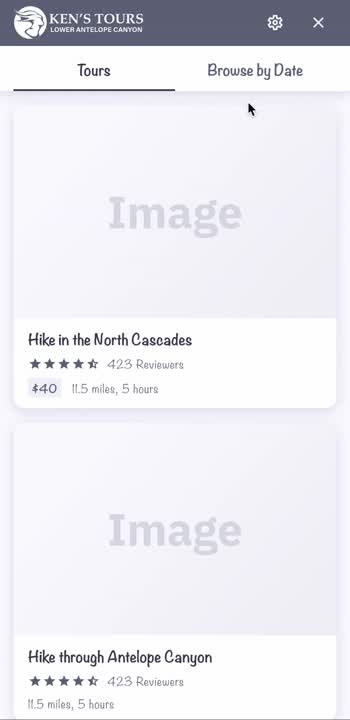 KEN'S TOURS
LOWER ANTELOPE CANYON
Tours
Browse by Date
Image
Hike in the North Cascades
423 Reviewers
$40 11.5 miles, 5 hours
Image
Hike through Antelope Canyon
423 Reviewers
11.5 miles, 5 hours